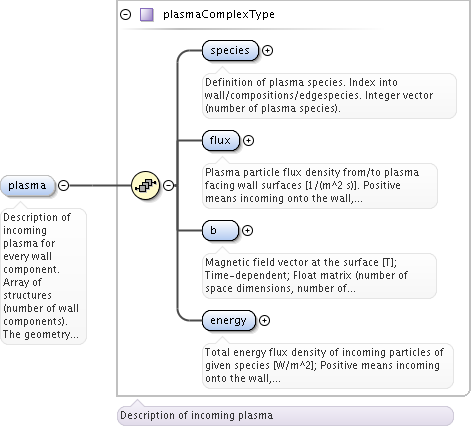 plasmaComplexType
species
Definition of plasma species. Index into
wall/compositions/edgespecies. Integer vector
(number of plasma species).
flux
Plasma particle flux density from/to plasma
facing wall surfaces [1/(m^2 s)]. Positive
means incoming onto the wall,...
plasma
Description of
incoming
plasma for
every wall
component.
Array of
structures
(number of wall
components).
The geometry...
b
Magnetic field vector at the surface [T];
Time-dependent; Float matrix (number of
space dimensions, number of...
energy
Total energy flux density of incoming particles of
given species [W/m^2]; Positive means incoming
onto the wall,...
Description of incoming plasma